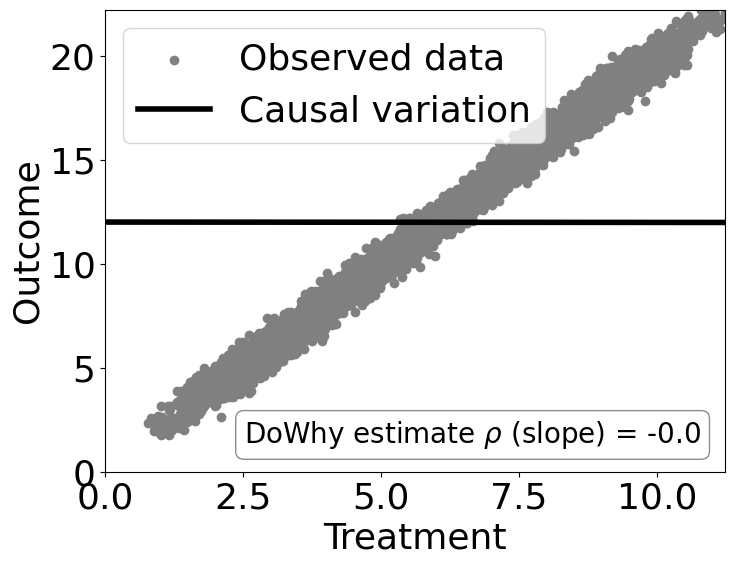 Observed data
Causal variation
20
15
10
5
0
Outcome
DoWhy estimate ρ (slope) = -0.0
0.0 2.5 5.0 7.5 10.0
Treatment